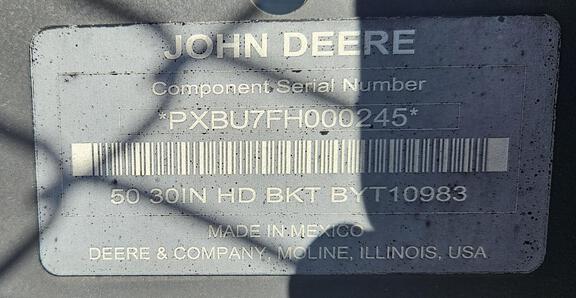 JOHN DEERE
Component Serial Number
*PXBU7FH000245*
50 30IN HD BKT BYT10983
MADE IN MEXICO
DEERE & COMPANY, MOLINE, ILLINOIS, USA